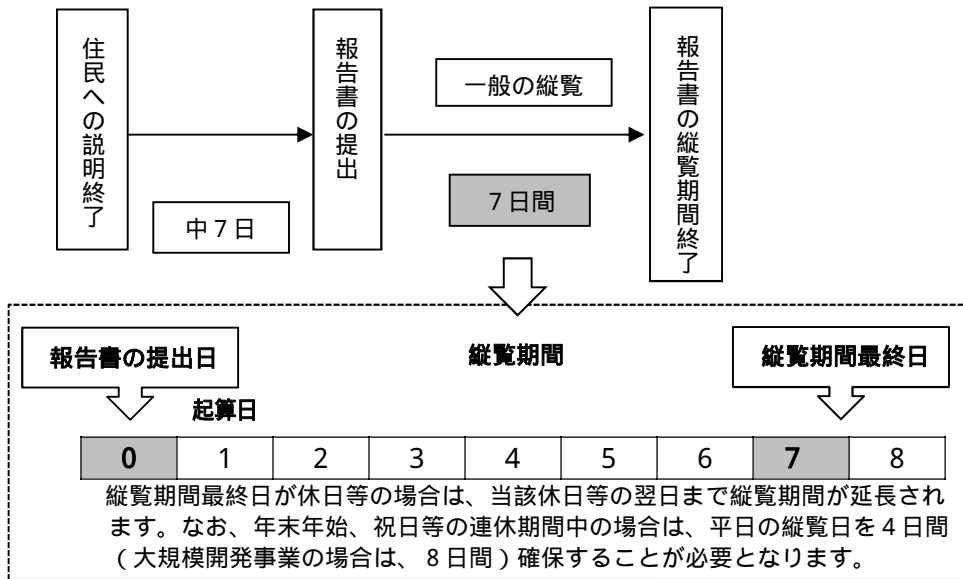 住民への説明終了
中7日
報告書の提出
一般の縦覧
7日間
報告書の縦覧期間終了
報告書の提出日
縦覧期間
縦覧期間最終日
起算日
0 1 2 3 4 5 6 7 8
縦覧期間最終日が休日等の場合は、当該休日等の翌日まで縦覧期間が延長され
ます。なお、年末年始、祝日等の連休期間中の場合は、平日の縦覧日を4日間
(大規模開発事業の場合は、8日間)確保することが必要となります。